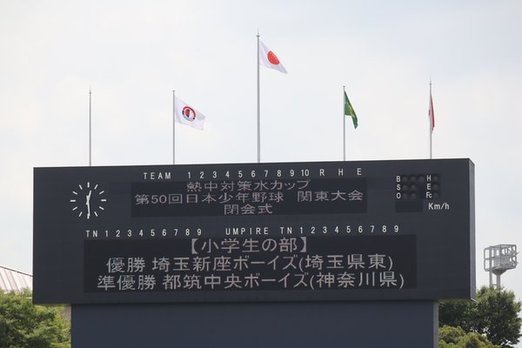 TEAM 1 2 3 4 5 6 7 8 9 10 R H E
熱中対策水カップ
第50回日本少年野球 関東大会
閉会式
B H
S E
O Fc
Km/h
TN 1 2 3 4 5 6 7 8 9 UMPIRE TN 1 2 3 4 5 6 7 8 9
【小学生の部】
優勝 埼玉新座ボーイズ(埼玉県東)
準優勝 都筑中央ボーイズ(神奈川県)